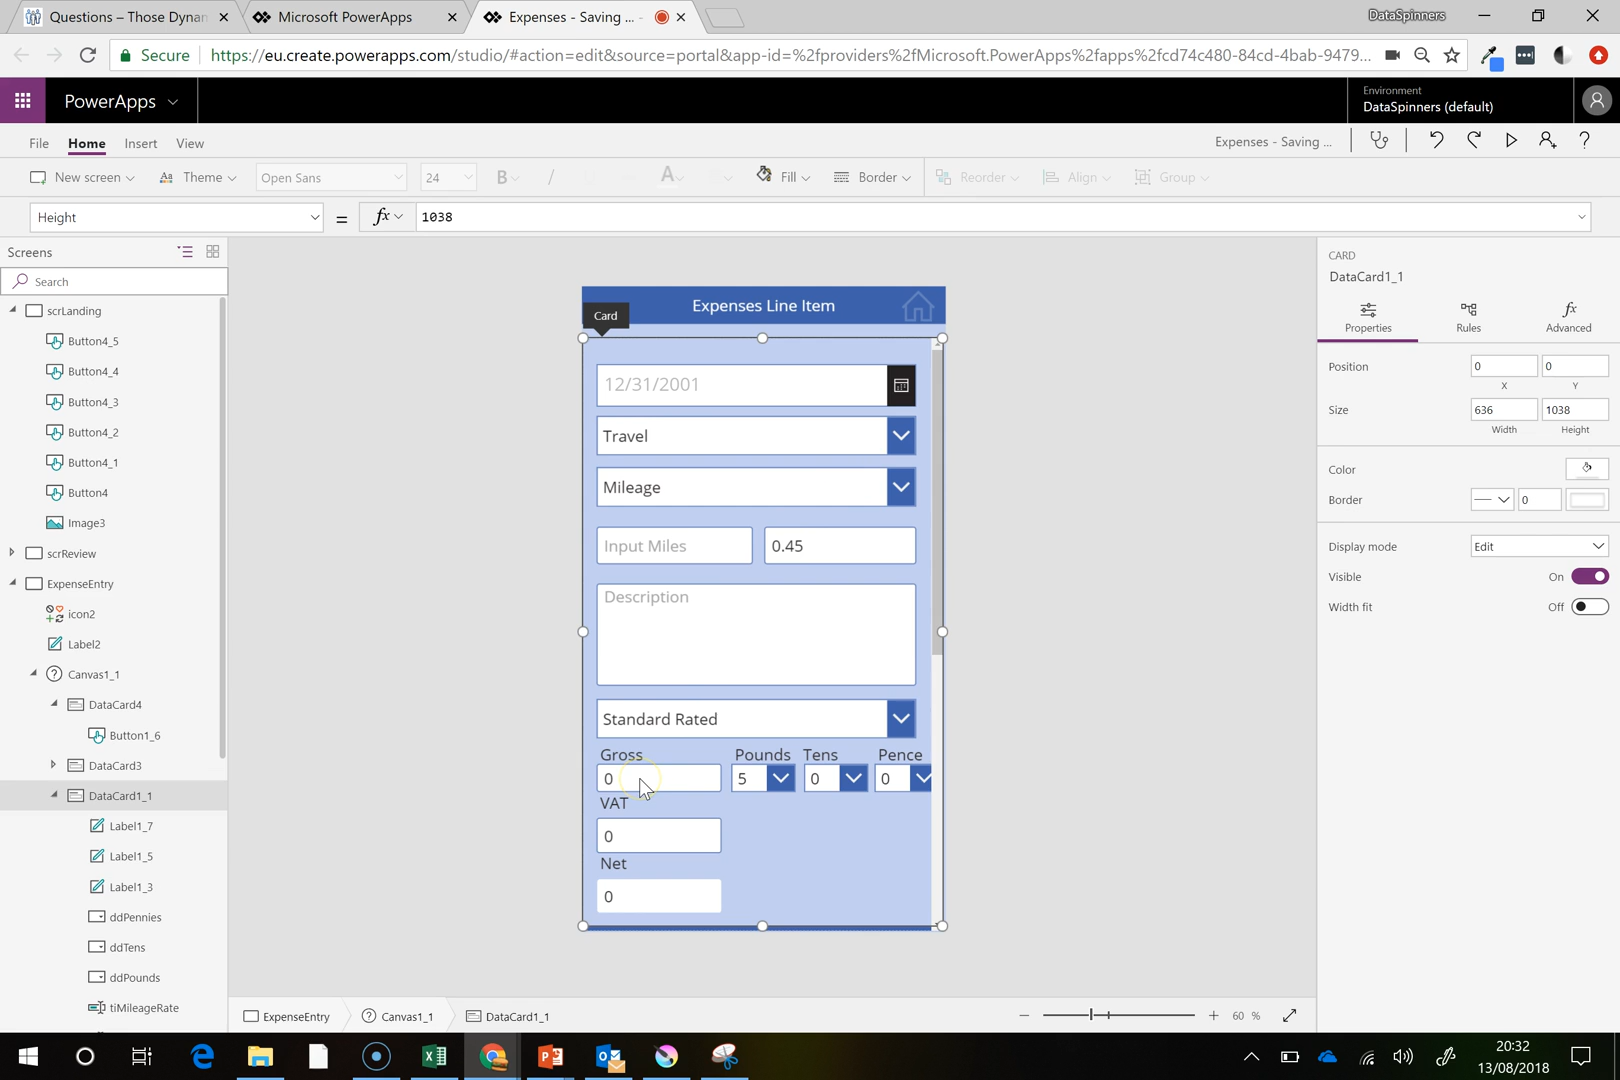 Questions – Those Dynan
Microsoft PowerApps
Expenses - Saving ...
DataSpinners
Secure
https://eu.create.powerapps.com/studio/#action=edit&source=portal&app-id=%2fproviders%2fMicrosoft.PowerApps%2fapps%2fcd74c480-84cd-4bab-9479...
PowerApps
Environment
DataSpinners (default)
File
Home
Insert
View
Expenses - Saving ...
New screen
Theme
Open Sans
24
B
/
A
Fill
Border
Reorder
Align
Group
Height
=
fx
1038
Screens
Search
scrLanding
Button4_5
Button4_4
Button4_3
Button4_2
Button4_1
Button4
Image3
scrReview
ExpenseEntry
icon2
Label2
Canvas1_1
DataCard4
Button1_6
DataCard3
DataCard1_1
Label1_7
Label1_5
Label1_3
ddPennies
ddTens
ddPounds
tiMileageRate
Expenses Line Item
Card
12/31/2001
Travel
Mileage
Input Miles
0.45
Description
Standard Rated
Gross
Pounds
Tens
Pence
0
5
0
0
VAT
0
Net
0
CARD
DataCard1_1
Properties
Rules
Advanced
Position
0
0
X
Y
Size
636
1038
Width
Height
Color
Border
0
Display mode
Edit
Visible
On
Width fit
Off
ExpenseEntry
Canvas1_1
DataCard1_1
60 %
20:32
13/08/2018